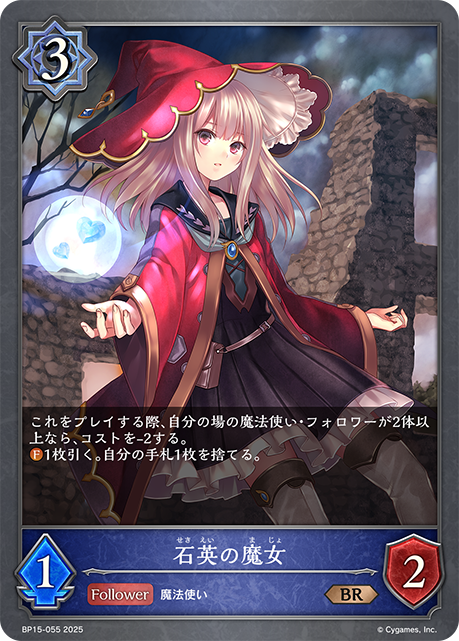 3
これをプレイする際、自分の場の魔法使い・フォロワーが2体以
上なら、コストを-2する。
F 1枚引く。自分の手札1枚を捨てる。
せきえい ま じょ
石英の魔女
1
Follower 魔法使い
BR
2
BP15-055 2025
© Cygames, Inc.